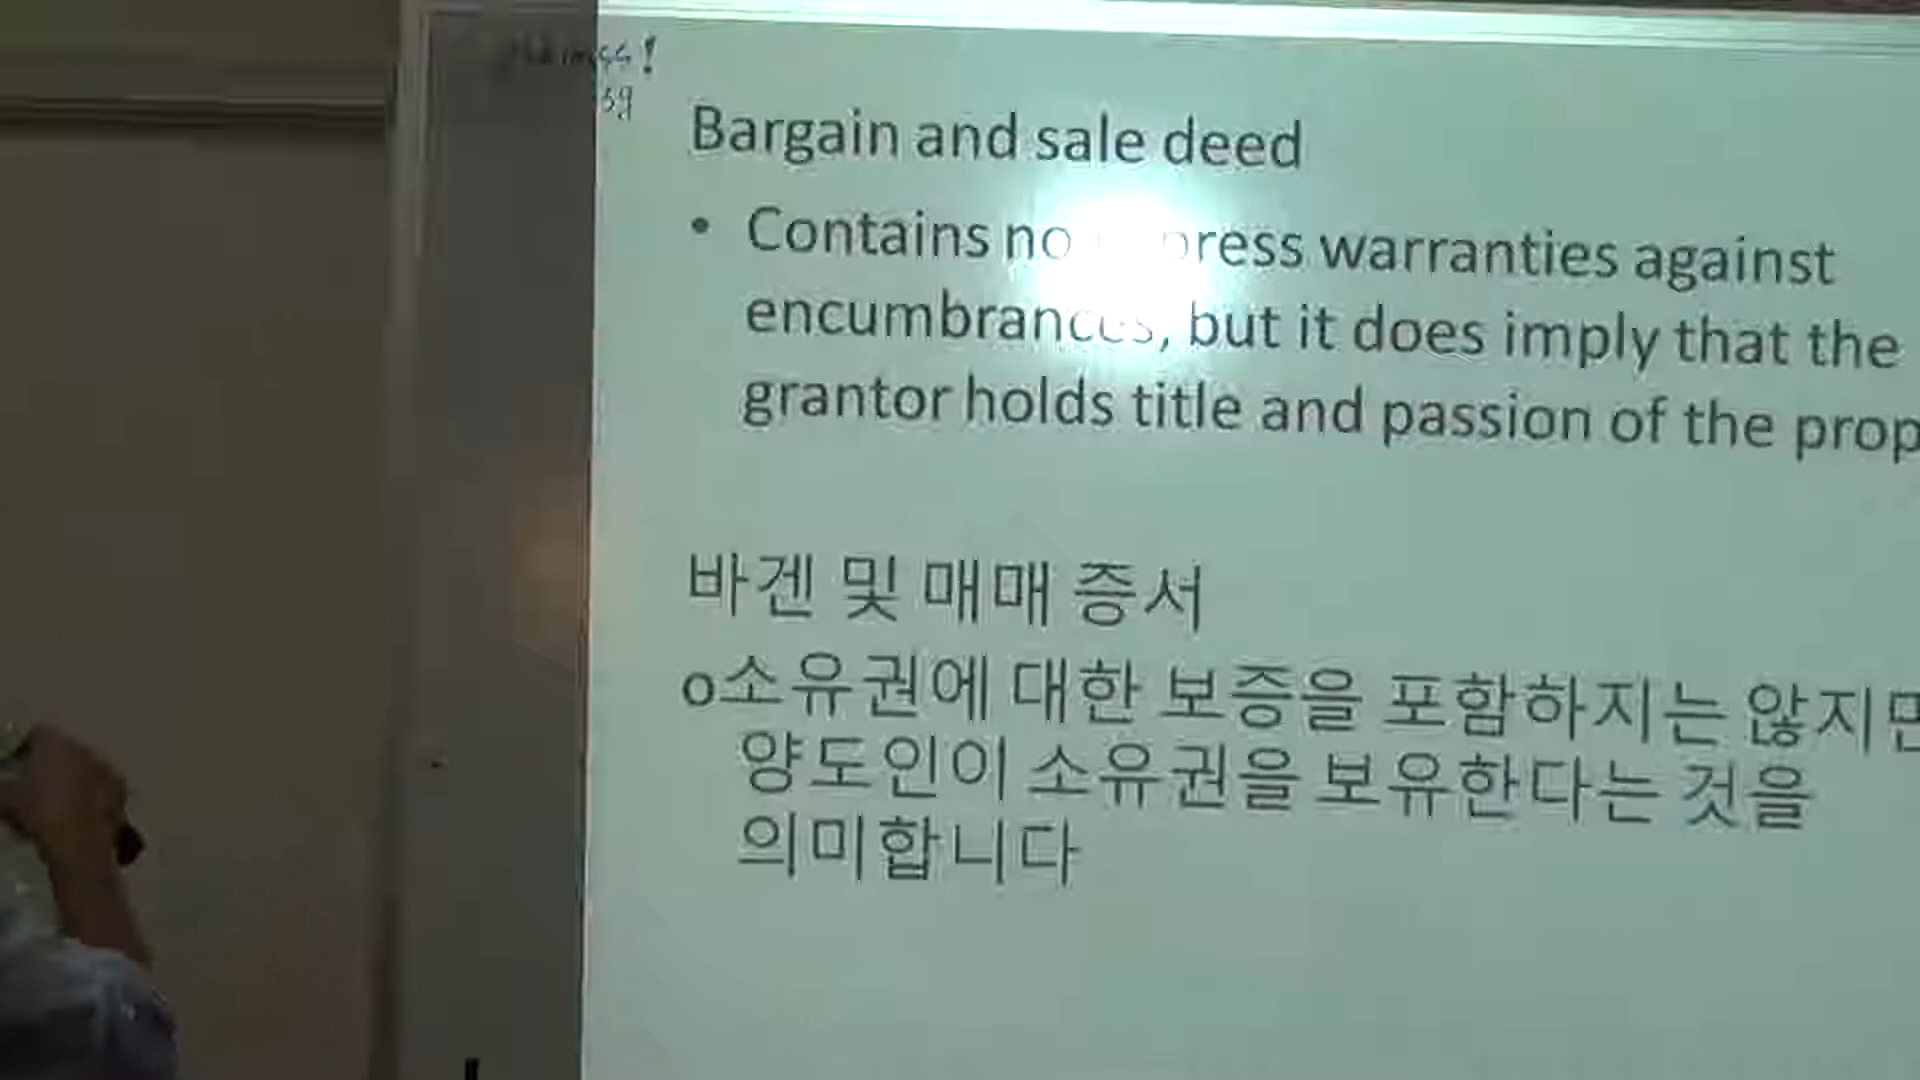 Bargain and sale deed
• Contains no press warranties against
encumbrances, but it does imply that the
grantor holds title and passion of the prop
바겐 및 매매 증서
o소유권에 대한 보증을 포함하지는 않지만
양도인이 소유권을 보유한다는 것을
의미합니다